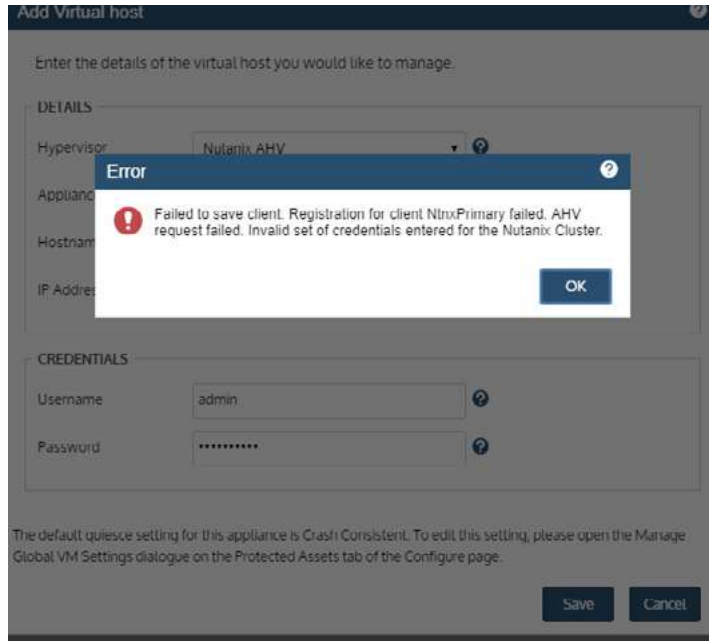 Add Virtual host
Enter the details of the virtual host you would like to manage.
DETAILS
Hypervisor
Nutanix AHV
Error
Applianc
Failed to save client. Registration for client NtnxPrimary failed. AHV
request failed. Invalid set of credentials entered for the Nutanix Cluster.
Hostnam
IP Addres
OK
CREDENTIALS
Username
admin
Password
••••••••••
The default quiesce setting for this appliance is Crash Consistent. To edit this setting, please open the Manage
Global VM Settings dialogue on the Protected Assets tab of the Configure page.
Save
Cancel